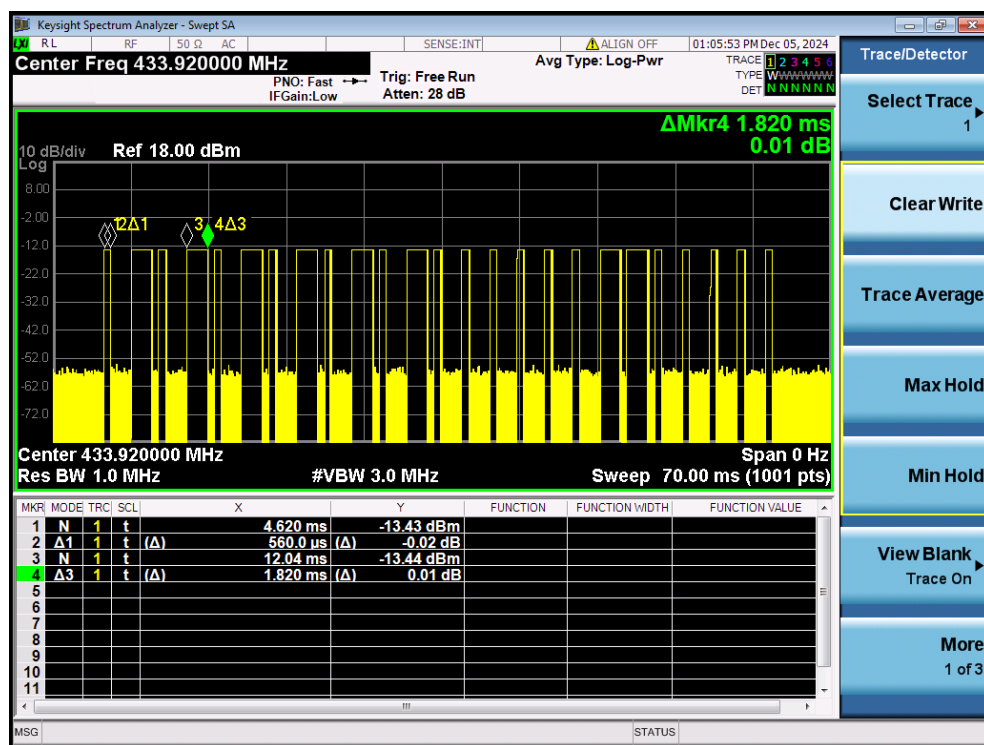 Keysight Spectrum Analyzer - Swept SA
LXI RL RF 50 Ω AC SENSE:INT ALIGN OFF 01:05:53 PM Dec 05, 2024
Center Freq 433.920000 MHz
PNO: Fast
IFGain:Low
Trig: Free Run
Atten: 28 dB
Avg Type: Log-Pwr
TRACE 1 2 3 4 5 6
TYPE WWWWWW
DET N N N N N N
ΔMkr4 1.820 ms
0.01 dB
10 dB/div Ref 18.00 dBm
Log
8.00
-2.00
-12.0
-22.0
-32.0
-42.0
-52.0
-62.0
-72.0
1 2Δ1 3 4Δ3
Center 433.920000 MHz Span 0 Hz
Res BW 1.0 MHz #VBW 3.0 MHz Sweep 70.00 ms (1001 pts)
MKR MODE TRC SCL X Y FUNCTION FUNCTION WIDTH FUNCTION VALUE
1 N 1 t 4.620 ms -13.43 dBm
2 Δ1 1 t (Δ) 560.0 µs (Δ) -0.02 dB
3 N 1 t 12.04 ms -13.44 dBm
4 Δ3 1 t (Δ) 1.820 ms (Δ) 0.01 dB
5
6
7
8
9
10
11
MSG STATUS
Trace/Detector
Select Trace
1
Clear Write
Trace Average
Max Hold
Min Hold
View Blank
Trace On
More
1 of 3